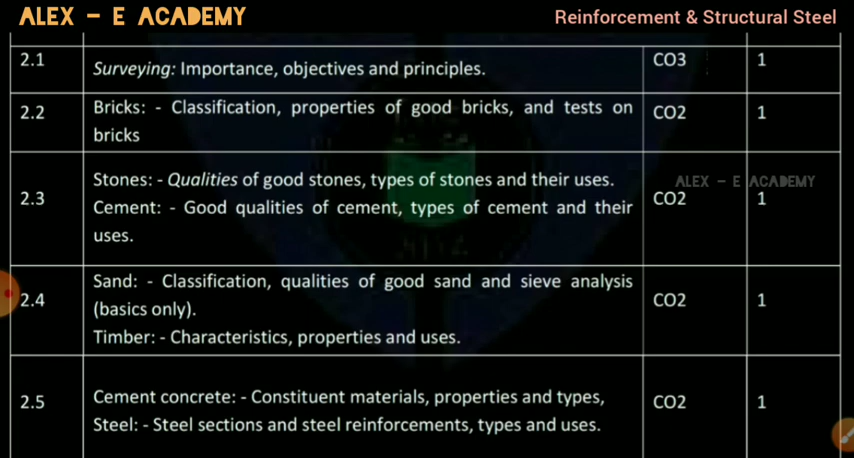 ALEX – E ACADEMY
Reinforcement & Structural Steel
2.1 Surveying: Importance, objectives and principles. CO3 1
2.2 Bricks: - Classification, properties of good bricks, and tests on CO2 1
bricks
Stones: - Qualities of good stones, types of stones and their uses.
ALEX – E ACADEMY
2.3 Cement: - Good qualities of cement, types of cement and their CO2 1
uses.
Sand: - Classification, qualities of good sand and sieve analysis
2.4 (basics only). CO2 1
Timber: - Characteristics, properties and uses.
2.5 Cement concrete: - Constituent materials, properties and types, CO2 1
Steel: - Steel sections and steel reinforcements, types and uses.